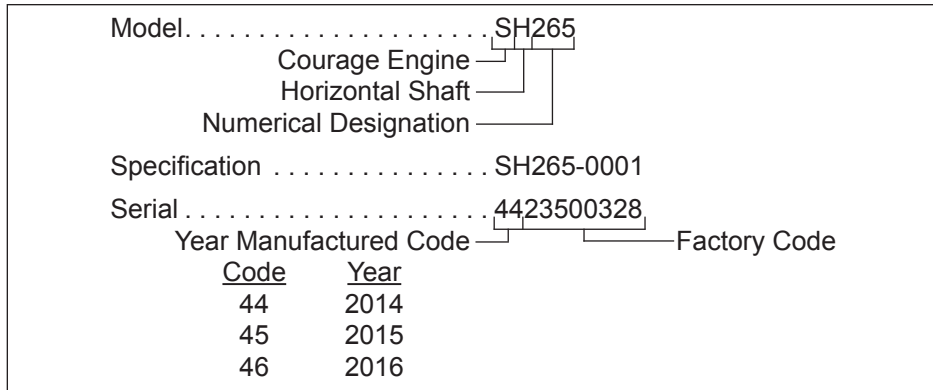 Model. . . . . . . . . . . . . . . . . . . . . SH265
Courage Engine
Horizontal Shaft
Numerical Designation
Specification . . . . . . . . . . . . . . . SH265-0001
Serial . . . . . . . . . . . . . . . . . . . . . 4423500328
Year Manufactured Code Factory Code
Code Year
44 2014
45 2015
46 2016